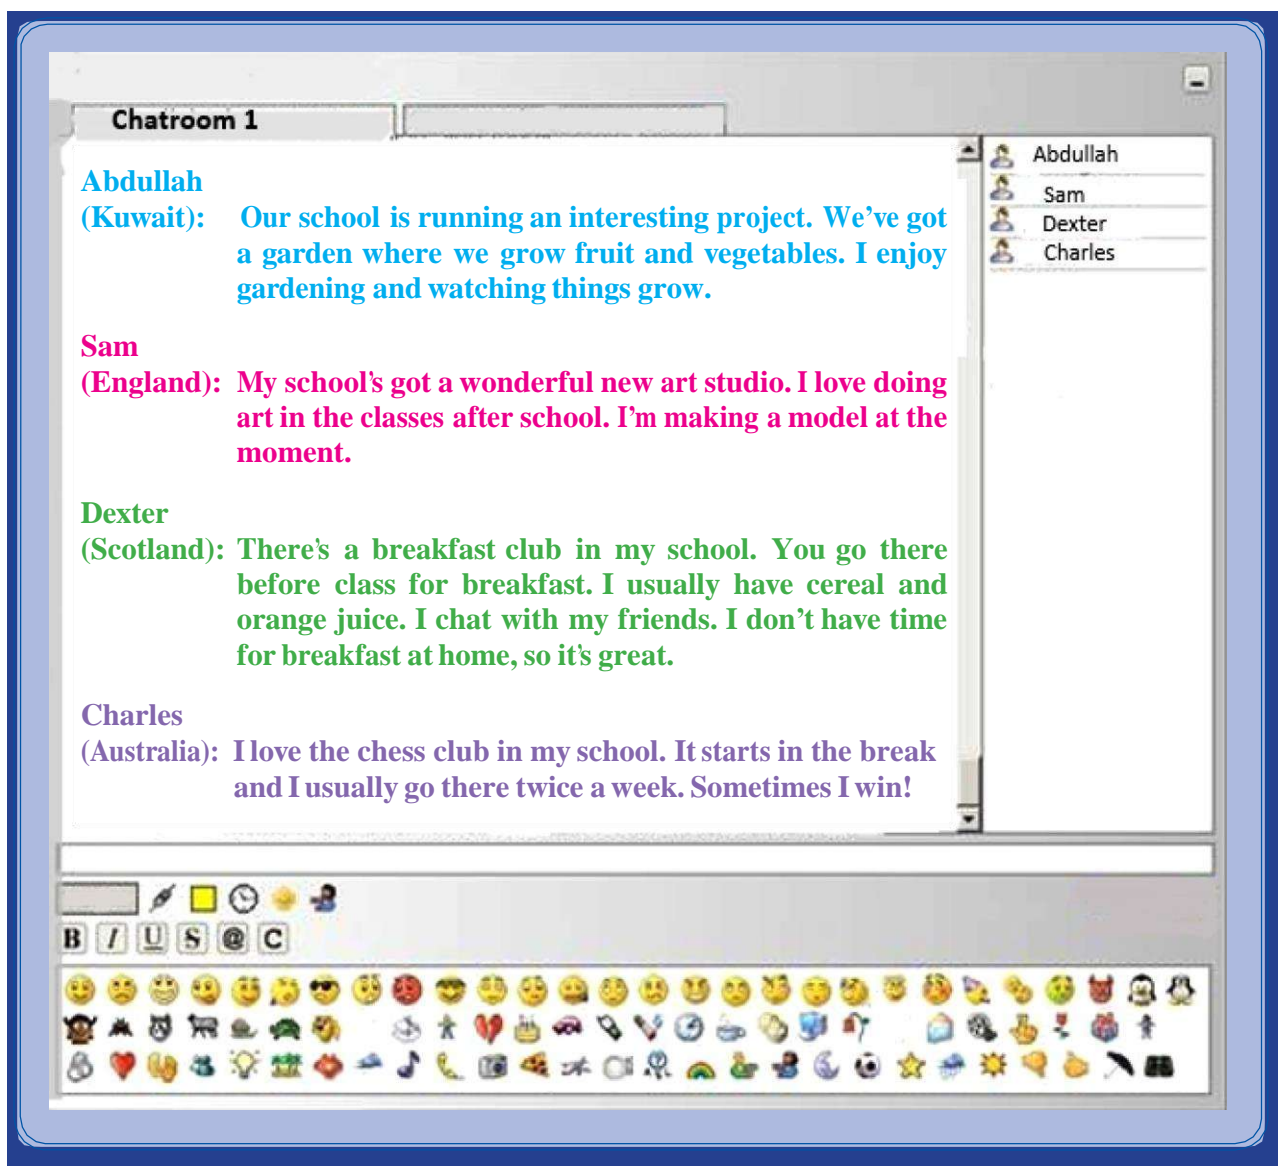 Chatroom 1
Abdullah
(Kuwait): Our school is running an interesting project. We've got
a garden where we grow fruit and vegetables. I enjoy
gardening and watching things grow.
Sam
(England): My school's got a wonderful new art studio. I love doing
art in the classes after school. I'm making a model at the
moment.
Dexter
(Scotland): There's a breakfast club in my school. You go there
before class for breakfast. I usually have cereal and
orange juice. I chat with my friends. I don't have time
for breakfast at home, so it's great.
Charles
(Australia): I love the chess club in my school. It starts in the break
and I usually go there twice a week. Sometimes I win!
Abdullah
Sam
Dexter
Charles
B I U S @ C